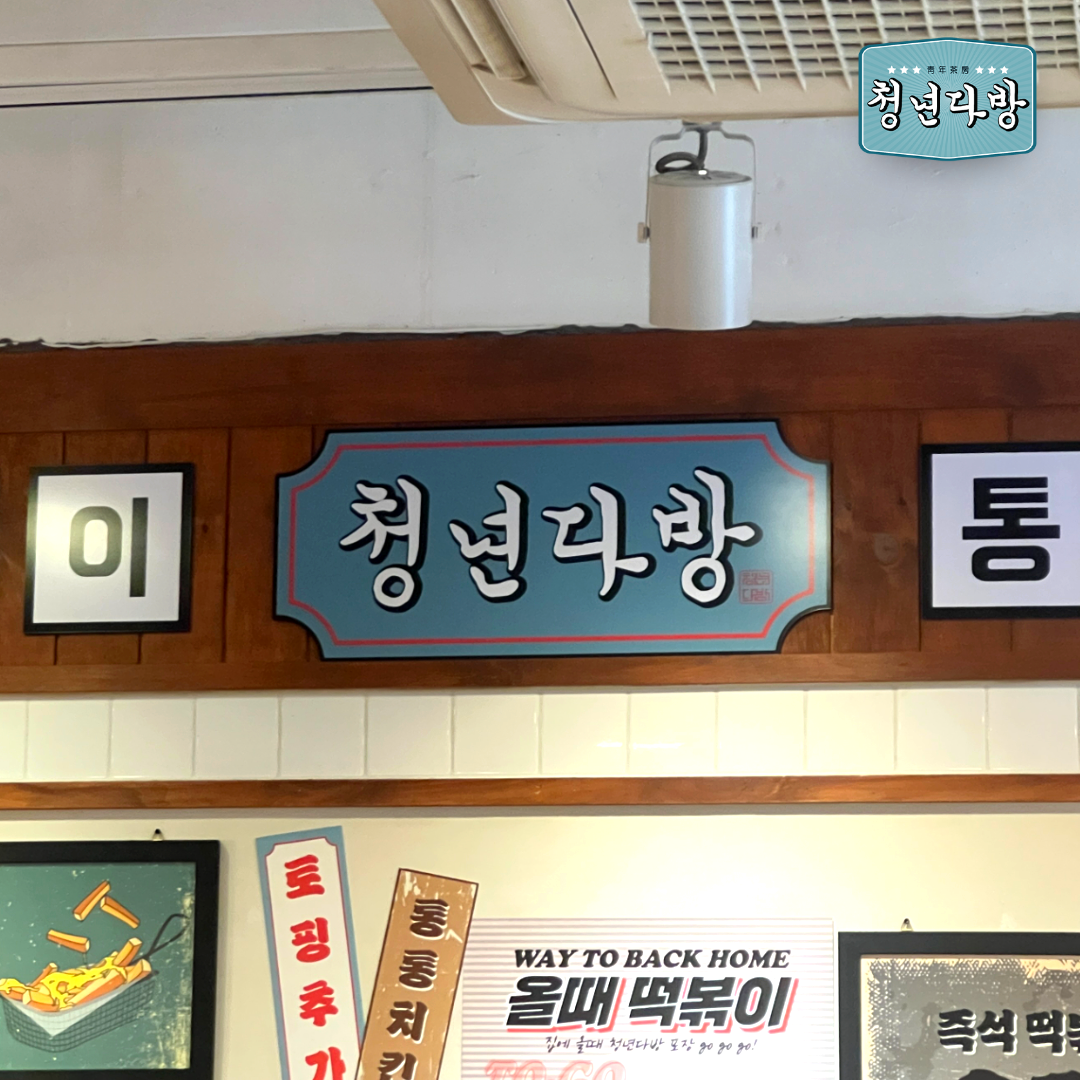 靑年茶房
청년다방
이
청년다방
통
토핑추가
통통치킨
WAY TO BACK HOME
올때 떡볶이
집에 올때 청년다방 포장 go go go!
TO-GO
즉석 떡볶